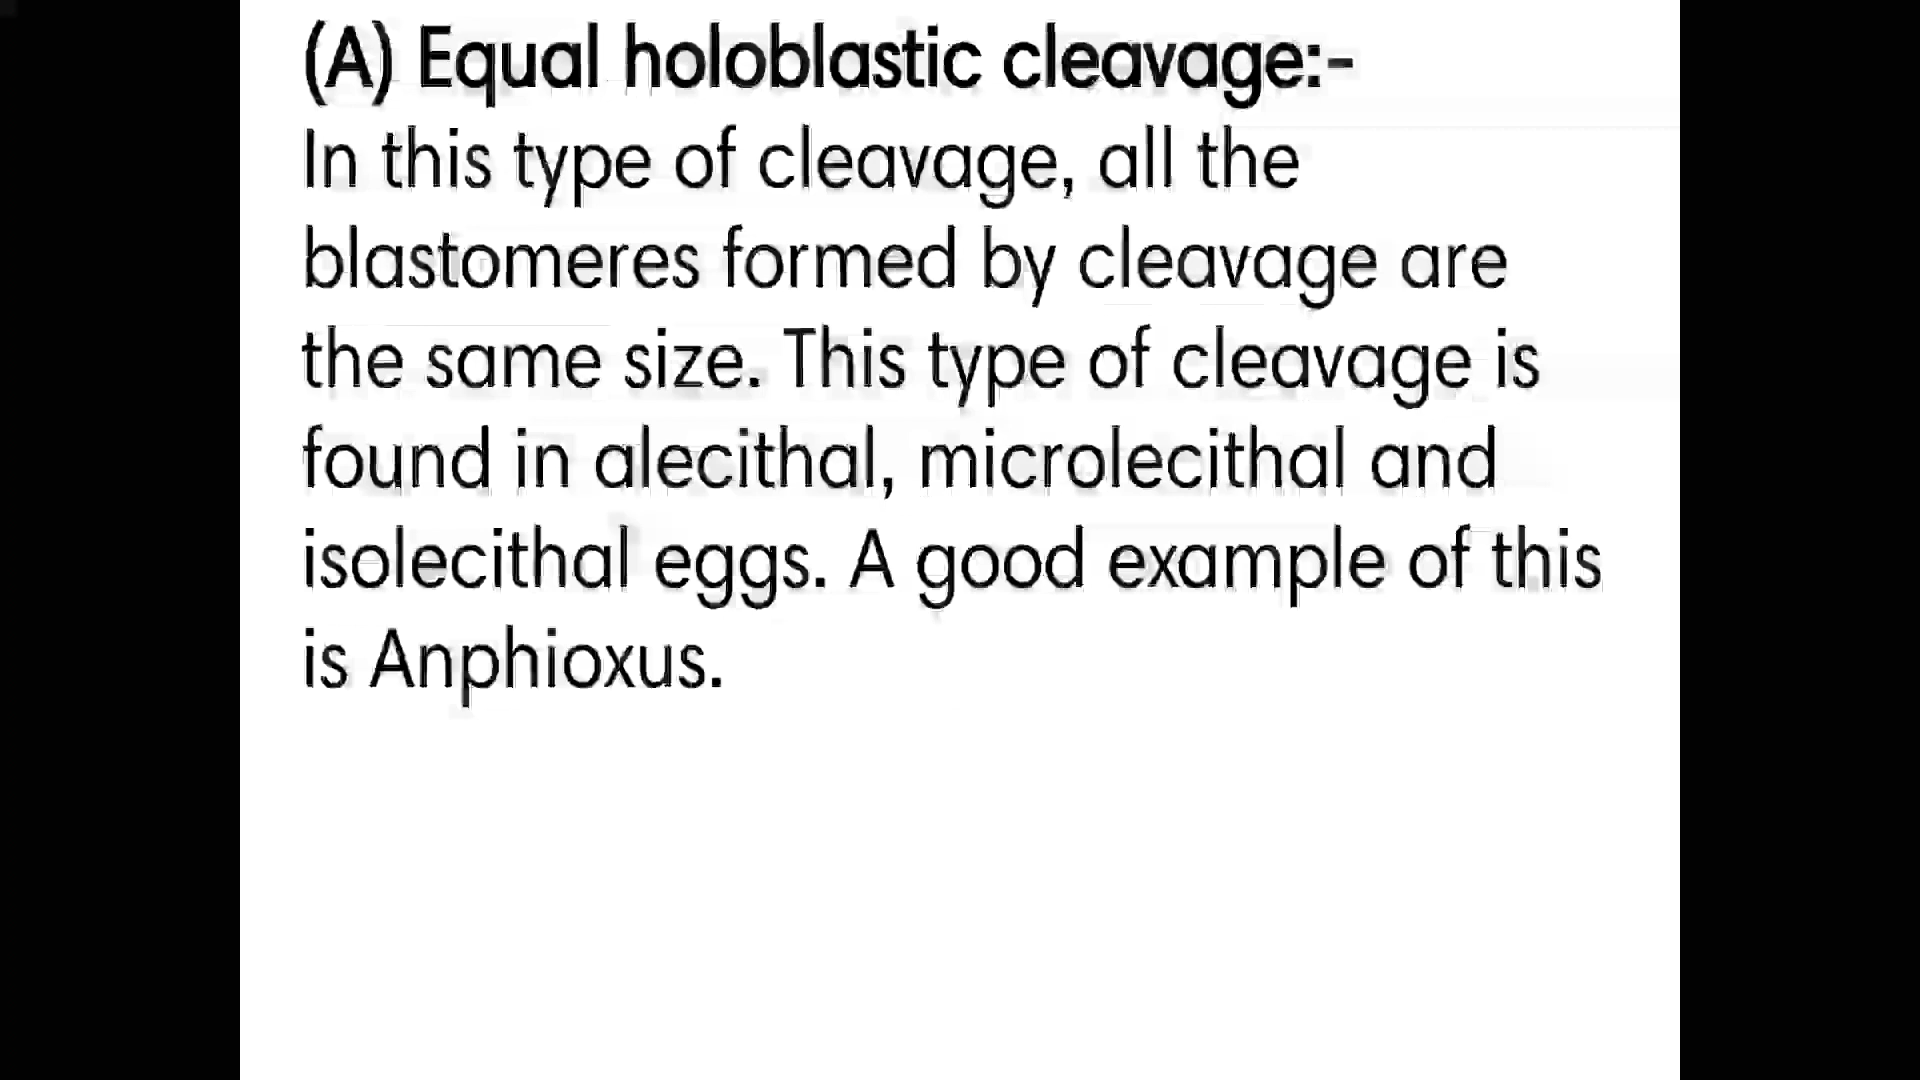 (A) Equal holoblastic cleavage:-
In this type of cleavage, all the
blastomeres formed by cleavage are
the same size. This type of cleavage is
found in alecithal, microlecithal and
isolecithal eggs. A good example of this
is Anphioxus.